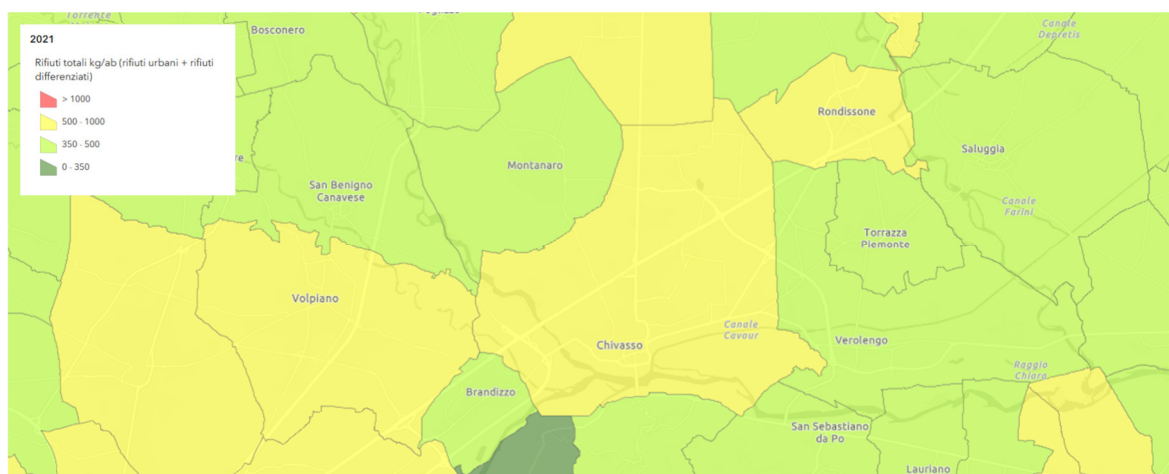 2021
Rifiuti totali kg/ab (rifiuti urbani + rifiuti
differenziati)
> 1000
500 - 1000
350 - 500
0 - 350
Torrente
Bosconero
Canale
Depretis
Rondissone
Saluggia
Montanaro
San Benigno
Canavese
Canale
Farini
Torrazza
Piemonte
Volpiano
Canale
Cavour
Chivasso
Verolengo
Raggio
Chiara
Brandizzo
San Sebastiano
da Po
Lauriano